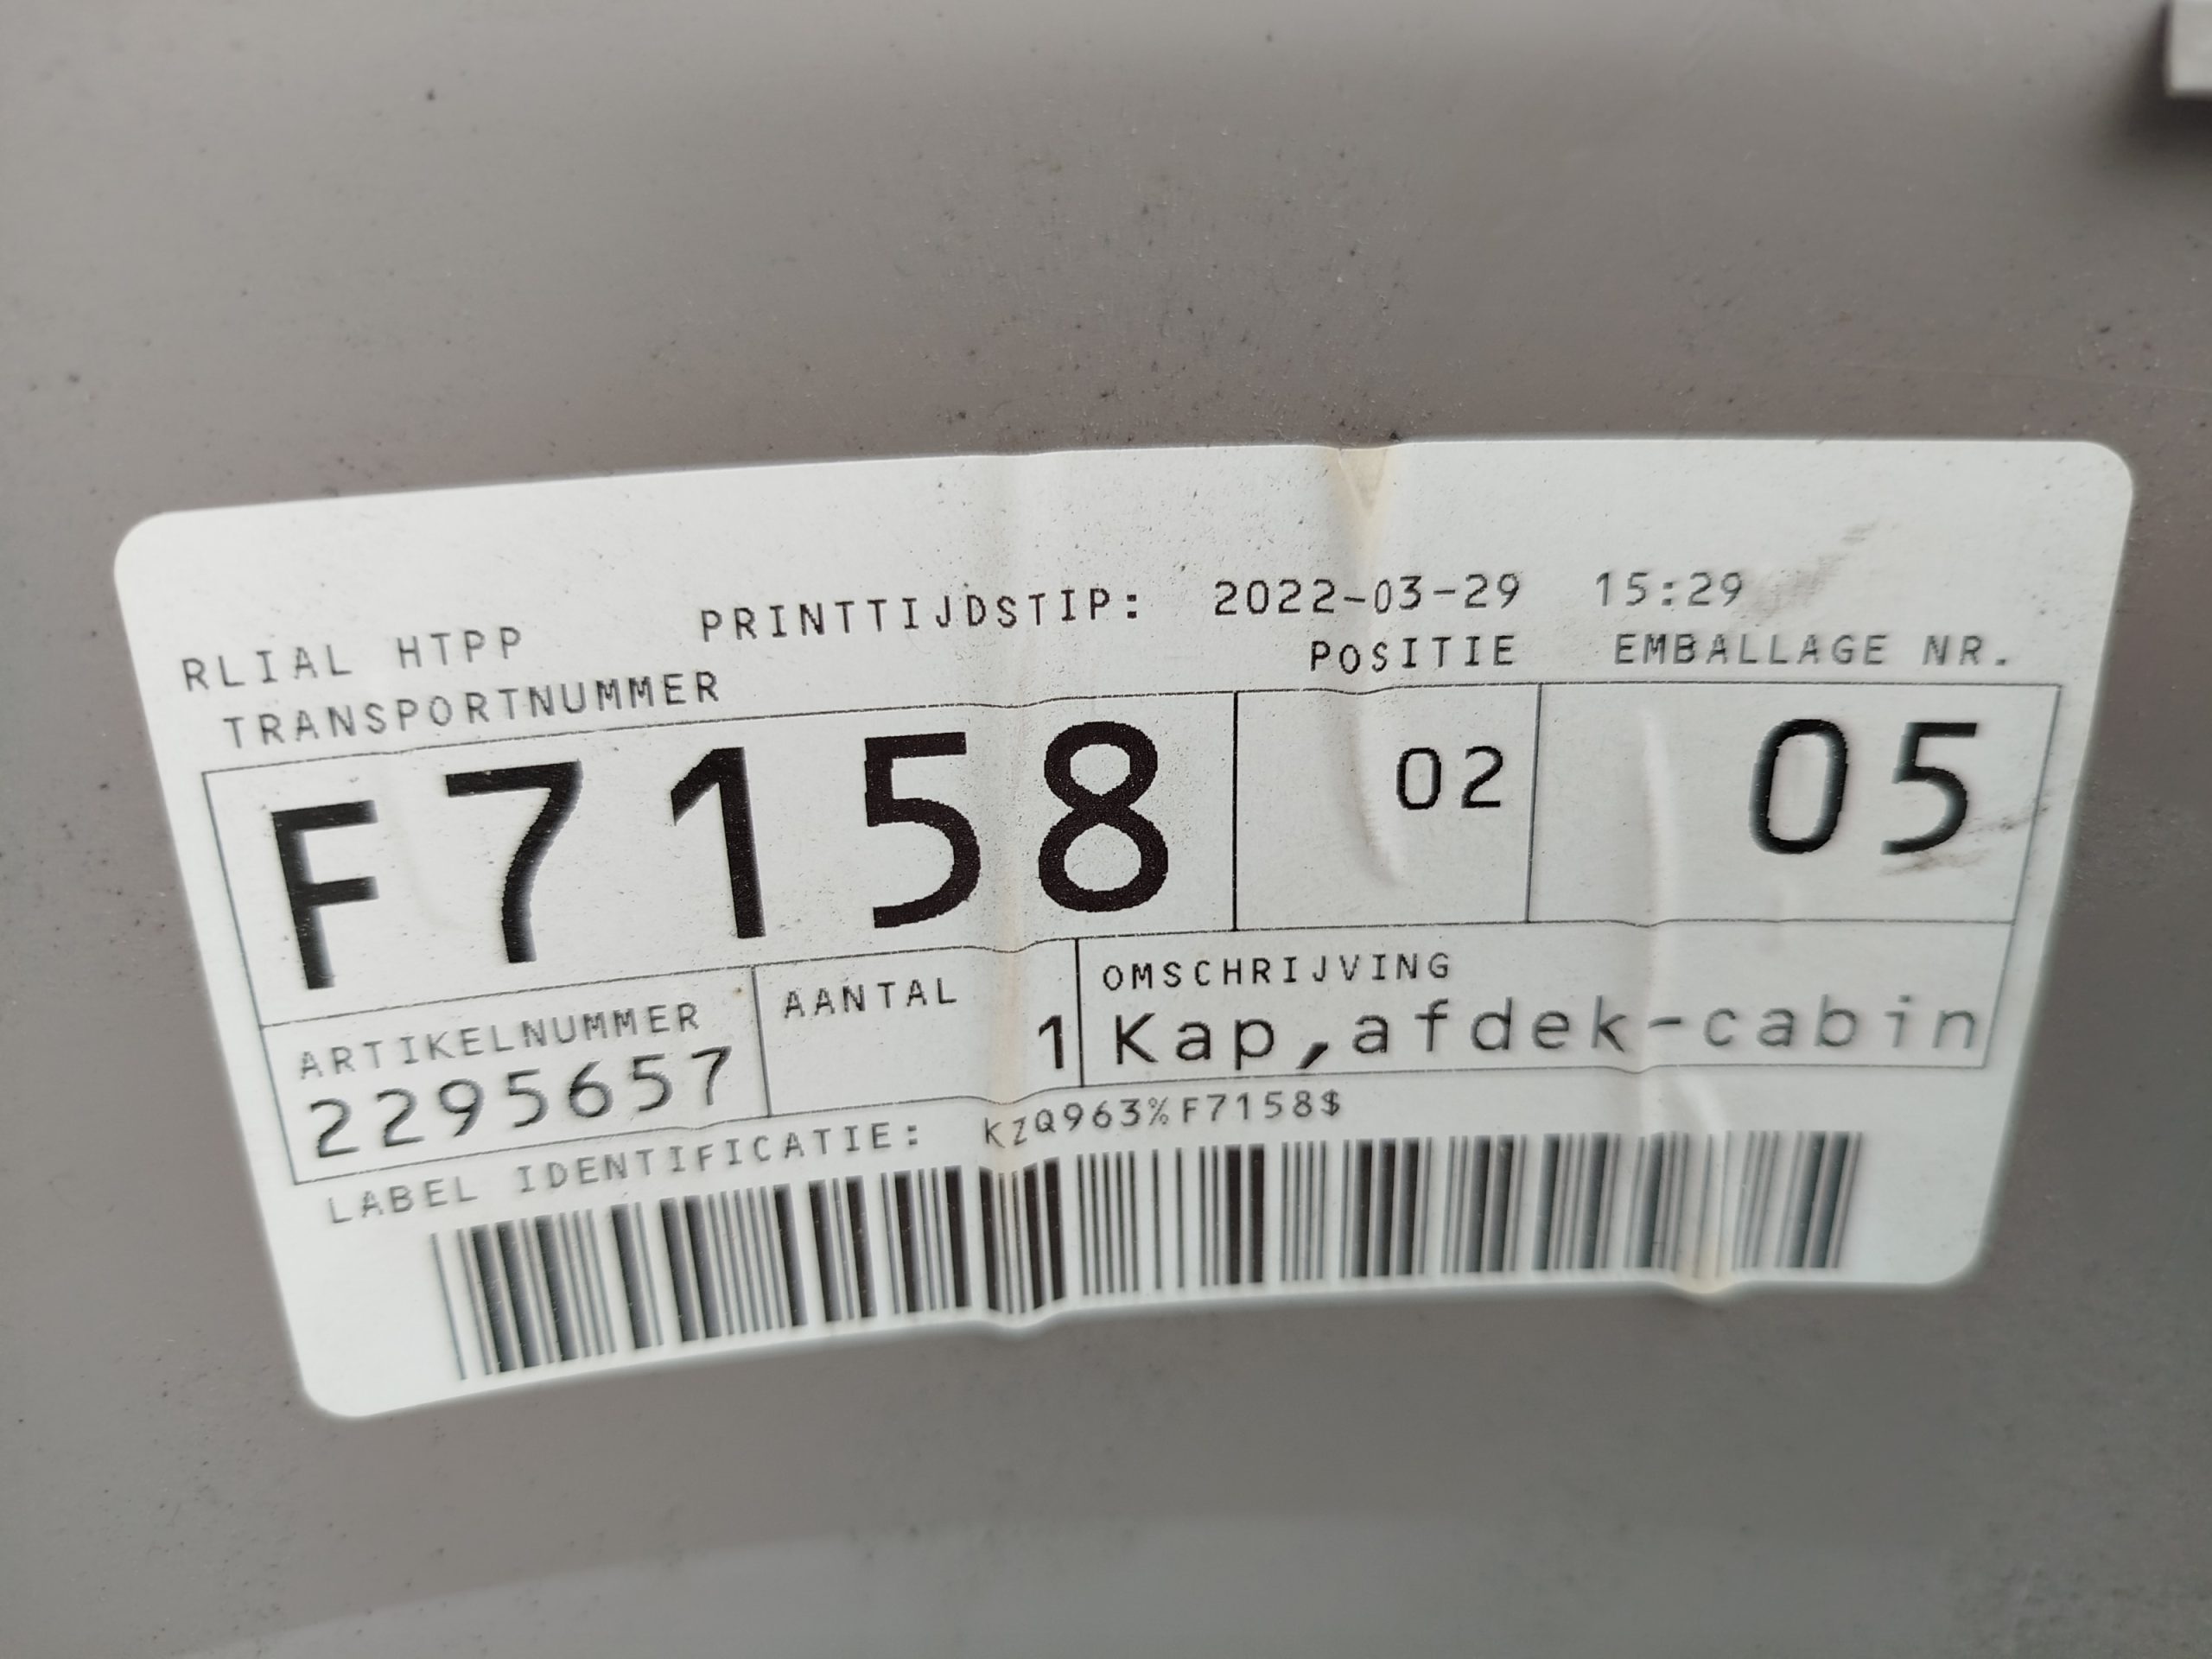 RLIAL HTPP PRINTTIJDSTIP: 2022-03-29 15:29
TRANSPORTNUMMER POSITIE EMBALLAGE NR.
F7158 02 05
ARTIKELNUMMER AANTAL OMSCHRIJVING
2295657 1 Kap,afdek-cabin
LABEL IDENTIFICATIE: KZQ963%F7158$